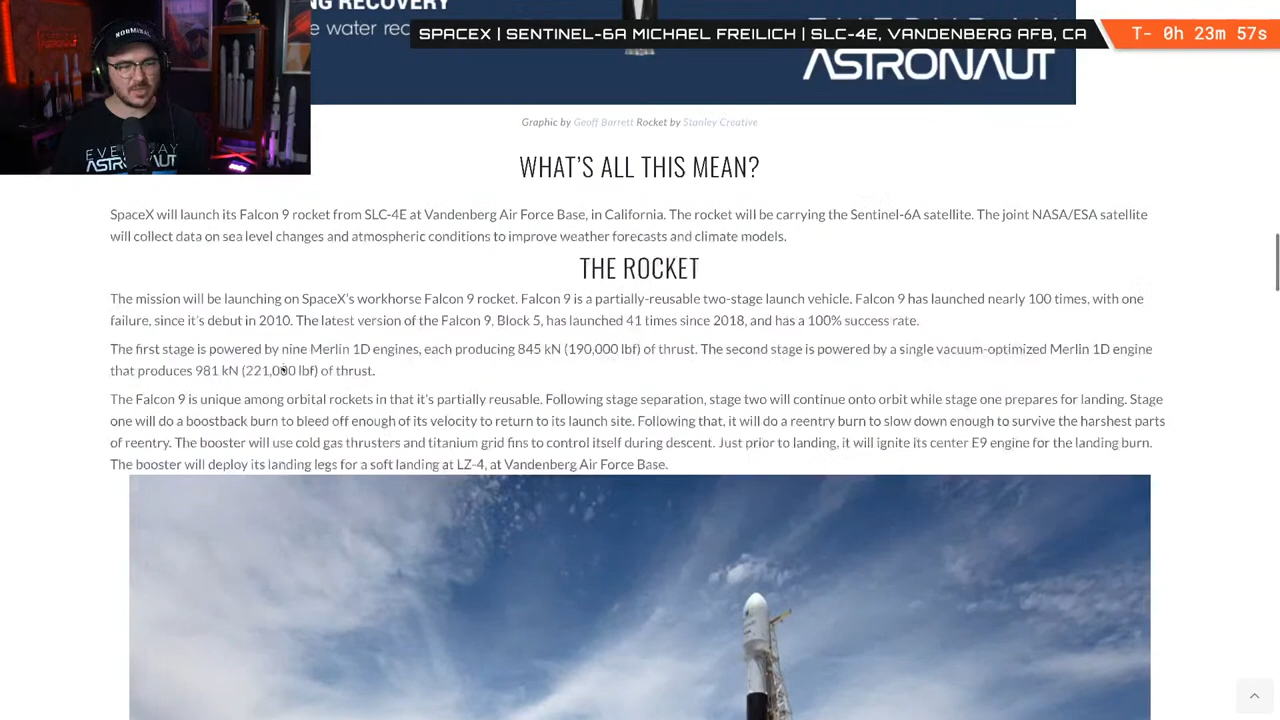 NG RECOVERY
e water rec
SPACEX | SENTINEL-6A MICHAEL FREILICH | SLC-4E, VANDENBERG AFB, CA
T- 0h 23m 57s
ASTRONAUT
NORMINAL
EVERYDAY
ASTRONAUT
Graphic by Geoff Barrett Rocket by Stanley Creative
WHAT'S ALL THIS MEAN?
SpaceX will launch its Falcon 9 rocket from SLC-4E at Vandenberg Air Force Base, in California. The rocket will be carrying the Sentinel-6A satellite. The joint NASA/ESA satellite
will collect data on sea level changes and atmospheric conditions to improve weather forecasts and climate models.
THE ROCKET
The mission will be launching on SpaceX's workhorse Falcon 9 rocket. Falcon 9 is a partially-reusable two-stage launch vehicle. Falcon 9 has launched nearly 100 times, with one
failure, since it's debut in 2010. The latest version of the Falcon 9, Block 5, has launched 41 times since 2018, and has a 100% success rate.
The first stage is powered by nine Merlin 1D engines, each producing 845 kN (190,000 lbf) of thrust. The second stage is powered by a single vacuum-optimized Merlin 1D engine
that produces 981 kN (221,000 lbf) of thrust.
The Falcon 9 is unique among orbital rockets in that it's partially reusable. Following stage separation, stage two will continue onto orbit while stage one prepares for landing. Stage
one will do a boostback burn to bleed off enough of its velocity to return to its launch site. Following that, it will do a reentry burn to slow down enough to survive the harshest parts
of reentry. The booster will use cold gas thrusters and titanium grid fins to control itself during descent. Just prior to landing, it will ignite its center E9 engine for the landing burn.
The booster will deploy its landing legs for a soft landing at LZ-4, at Vandenberg Air Force Base.